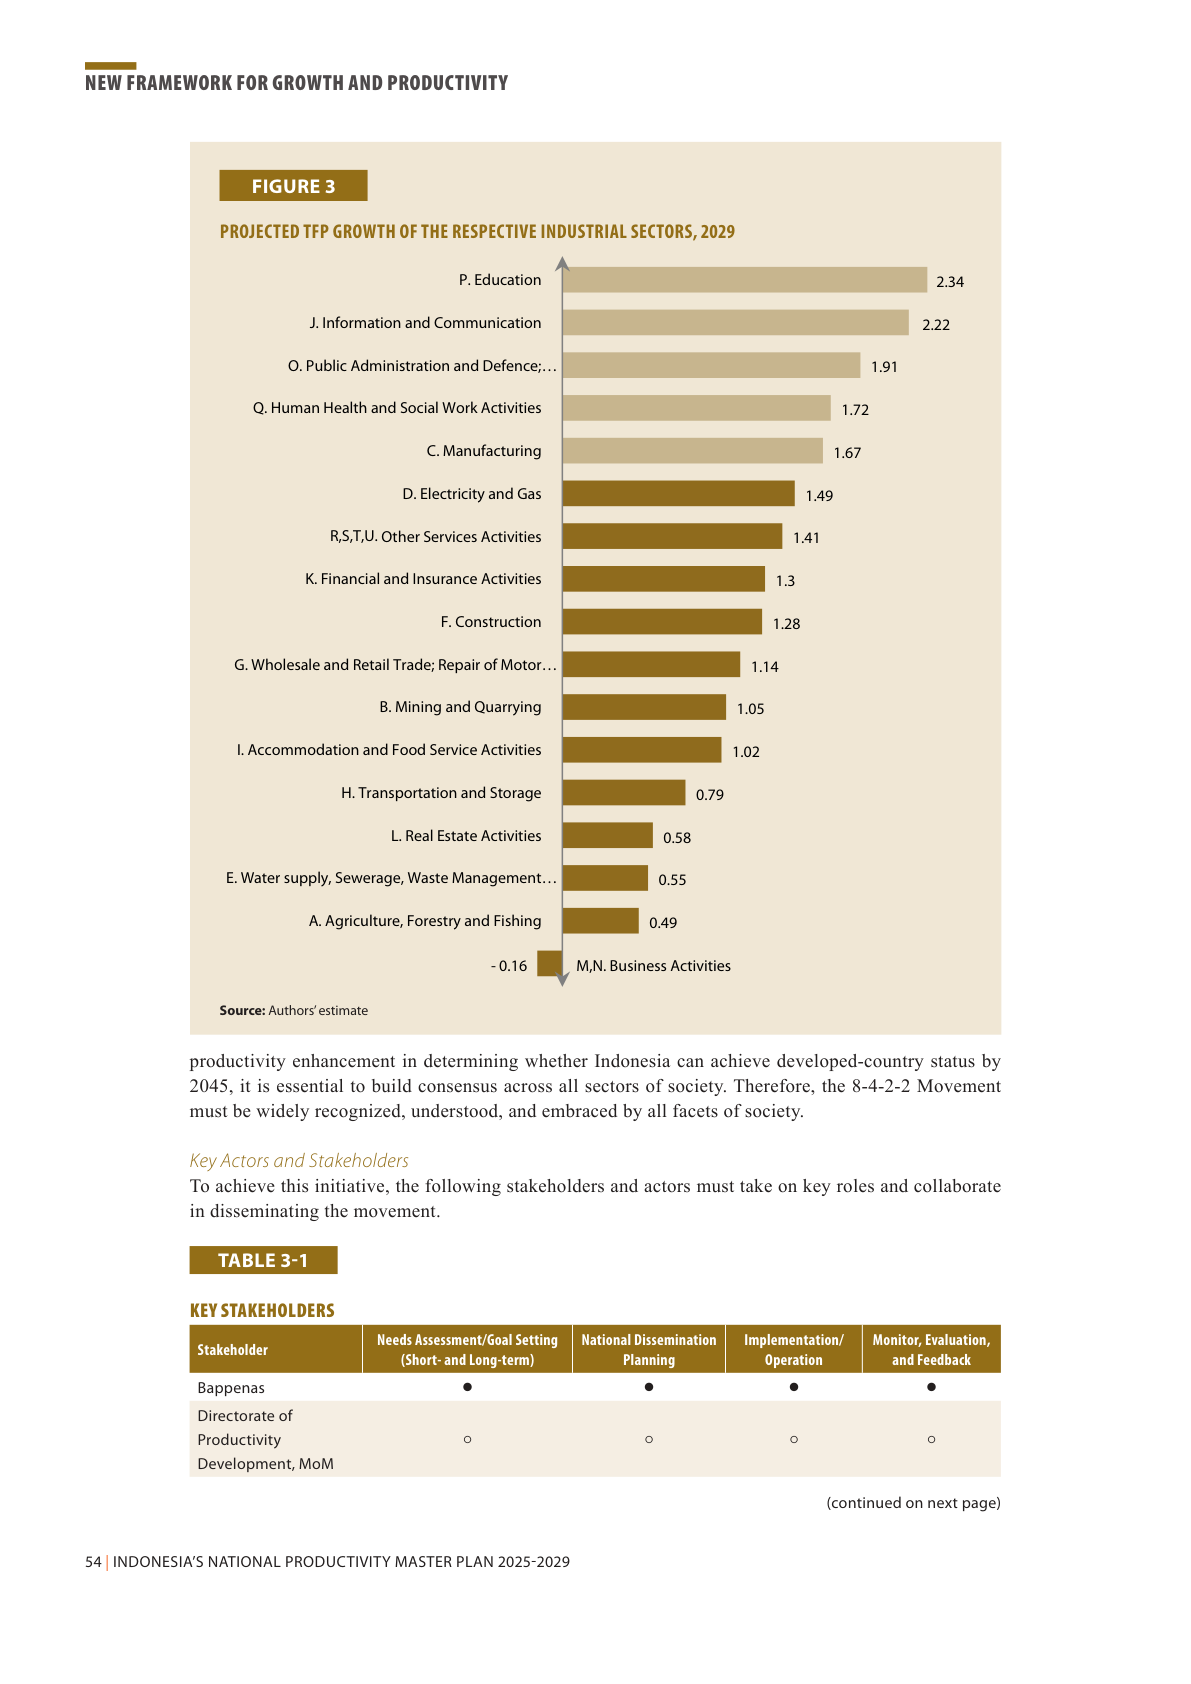 NEW FRAMEWORK FOR GROWTH AND PRODUCTIVITY
FIGURE 3
PROJECTED TFP GROWTH OF THE RESPECTIVE INDUSTRIAL SECTORS, 2029
P. Education 2.34
J. Information and Communication 2.22
O. Public Administration and Defence;… 1.91
Q. Human Health and Social Work Activities 1.72
C. Manufacturing 1.67
D. Electricity and Gas 1.49
R,S,T,U. Other Services Activities 1.41
K. Financial and Insurance Activities 1.3
F. Construction 1.28
G. Wholesale and Retail Trade; Repair of Motor… 1.14
B. Mining and Quarrying 1.05
I. Accommodation and Food Service Activities 1.02
H. Transportation and Storage 0.79
L. Real Estate Activities 0.58
E. Water supply, Sewerage, Waste Management… 0.55
A. Agriculture, Forestry and Fishing 0.49
- 0.16 M,N. Business Activities
Source: Authors' estimate
productivity enhancement in determining whether Indonesia can achieve developed-country status by
2045, it is essential to build consensus across all sectors of society. Therefore, the 8-4-2-2 Movement
must be widely recognized, understood, and embraced by all facets of society.
Key Actors and Stakeholders
To achieve this initiative, the following stakeholders and actors must take on key roles and collaborate
in disseminating the movement.
TABLE 3-1
KEY STAKEHOLDERS
Stakeholder
Needs Assessment/Goal Setting
(Short- and Long-term)
National Dissemination
Planning
Implementation/
Operation
Monitor, Evaluation,
and Feedback
Bappenas ● ● ● ●
Directorate of
Productivity ○ ○ ○ ○
Development, MoM
(continued on next page)
54 | INDONESIA'S NATIONAL PRODUCTIVITY MASTER PLAN 2025-2029